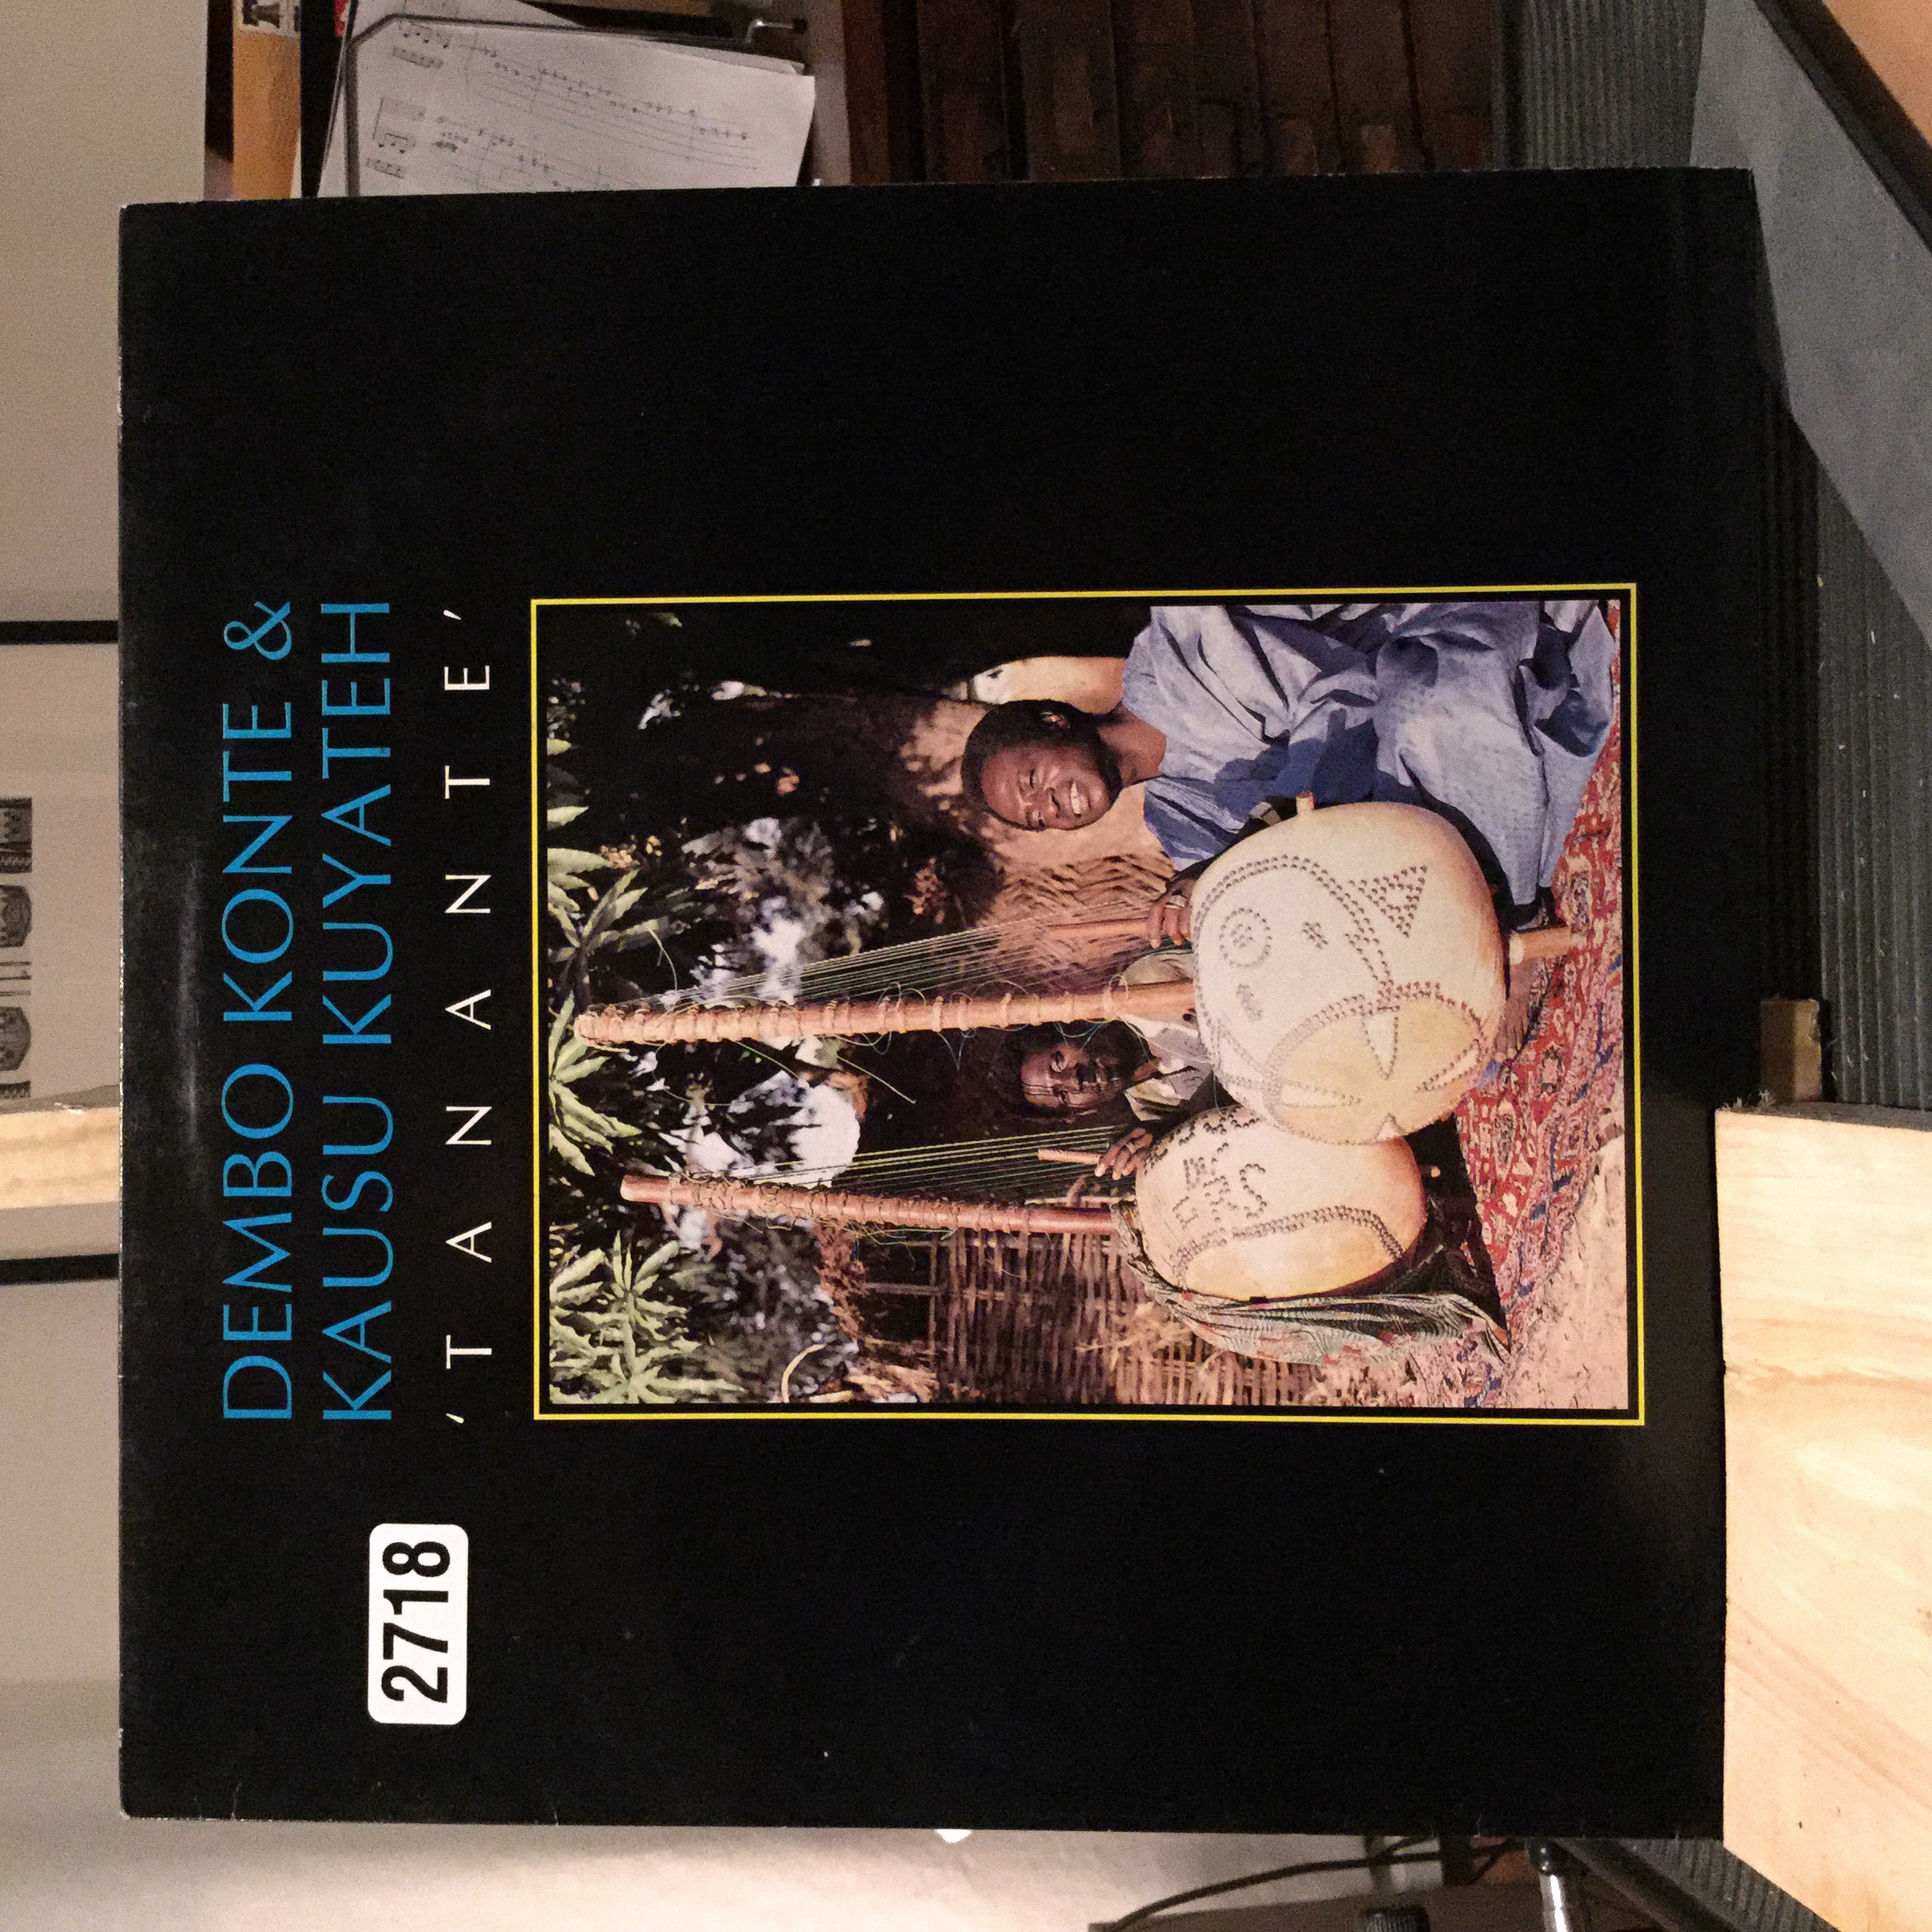 DEMBO KONTE &
KAUSU KUYATEH
'TANANTE'
2718